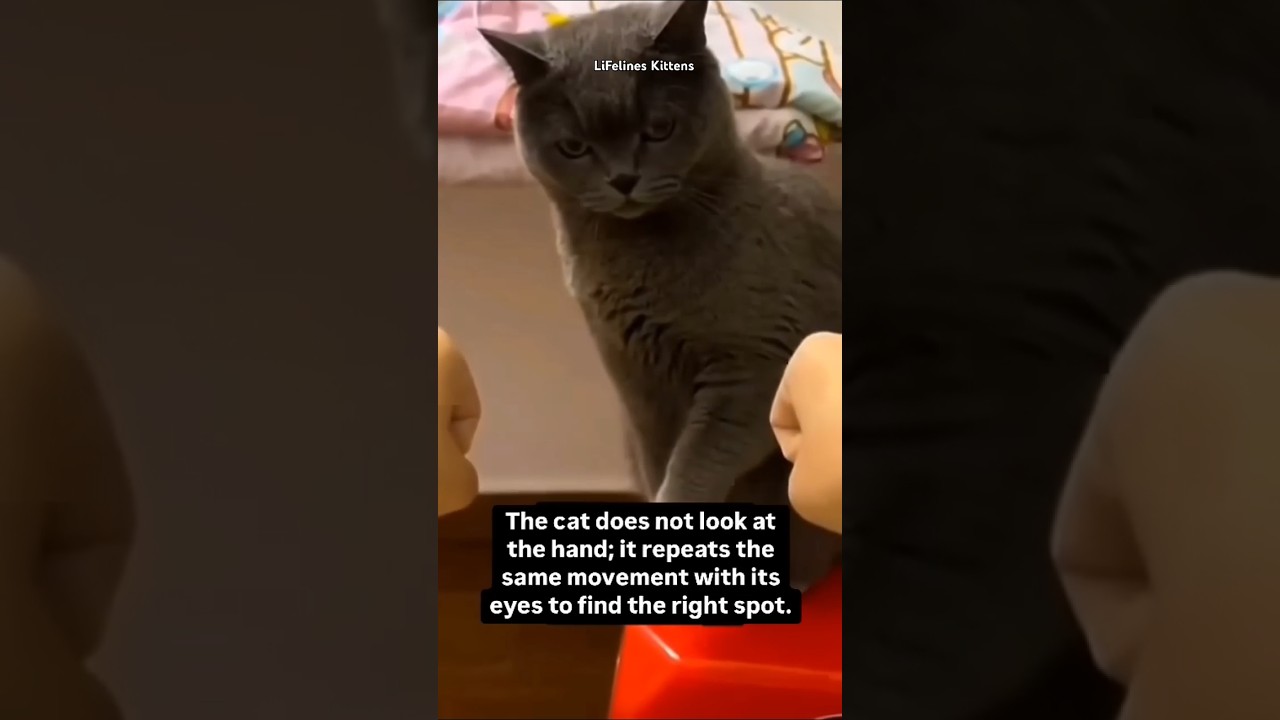 LiFelines Kittens
The cat does not look at
the hand; it repeats the
same movement with its
eyes to find the right spot.